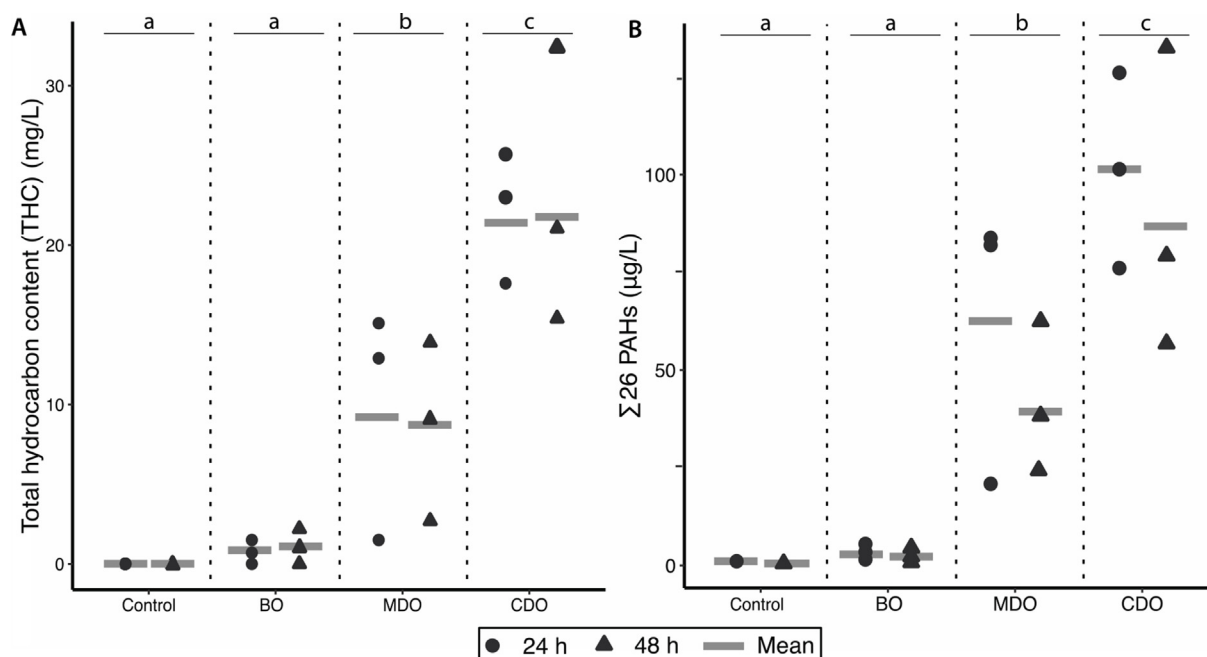 A
a a b c
Total hydrocarbon content (THC) (mg/L)
30
20
10
0
Control BO MDO CDO
B
a a b c
∑26 PAHs (µg/L)
100
50
0
Control BO MDO CDO
24 h 48 h Mean